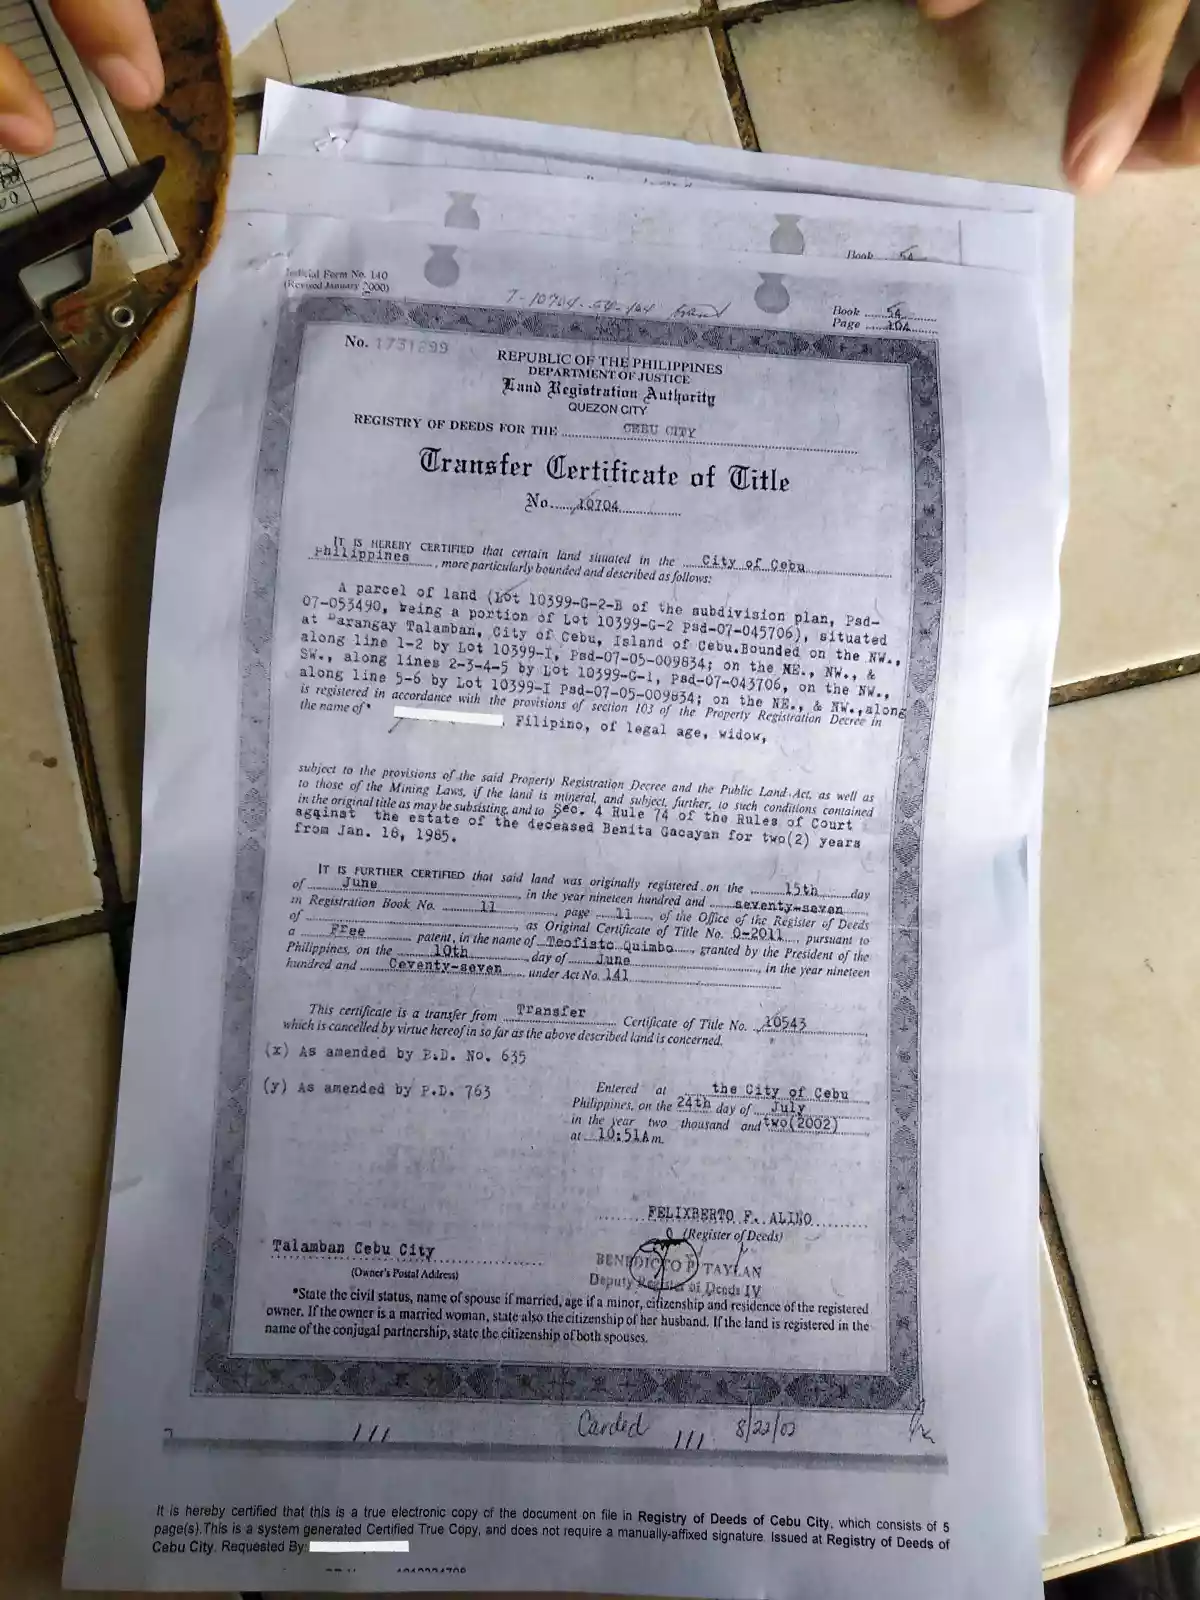 Judicial Form No. 140
(Revised January 2000)
T-10704-54-104
Book 54
Book 54
Page 104
No. 1731899
REPUBLIC OF THE PHILIPPINES
DEPARTMENT OF JUSTICE
Land Registration Authority
QUEZON CITY
REGISTRY OF DEEDS FOR THE CEBU CITY
Transfer Certificate of Title
No. 10704
IT IS HEREBY CERTIFIED that certain land situated in the City of Cebu
Philippines, more particularly bounded and described as follows:
A parcel of land (Lot 10399-G-2-B of the subdivision plan, Psd-
07-053490, being a portion of Lot 10399-G-2 Psd-07-045706), situated
at Barangay Talamban, City of Cebu, Island of Cebu.Bounded on the NW.,
along line 1-2 by Lot 10399-I, Psd-07-05-009834; on the NE., NW., &
SW., along lines 2-3-4-5 by Lot 10399-G-1, Psd-07-043706, on the NW.,
along line 5-6 by Lot 10399-I Psd-07-05-009834; on the NE., & NW.,along
is registered in accordance with the provisions of section 103 of the Property Registration Decree in
the name of* , Filipino, of legal age, widow,
subject to the provisions of the said Property Registration Decree and the Public Land Act, as well as
to those of the Mining Laws, if the land is mineral, and subject, further, to such conditions contained
in the original title as may be subsisting, and to Sec. 4 Rule 74 of the Rules of Court
against the estate of the deceased Benita Gacayan for two(2) years
from Jan. 18, 1985.
IT IS FURTHER CERTIFIED that said land was originally registered on the 15th day
of June, in the year nineteen hundred and seventy-seven
in Registration Book No. 11, page 11, of the Office of the Register of Deeds
of , as Original Certificate of Title No. O-2011, pursuant to
a FRee patent, in the name of Teofisto Quimbo, granted by the President of the
Philippines, on the 10th day of June, in the year nineteen
hundred and Ceventy-seven under Act No. 141
This certificate is a transfer from Transfer Certificate of Title No. 10543
which is cancelled by virtue hereof in so far as the above described land is concerned.
(x) As amended by B.D. No. 635
(y) As amended by P.D. 763
Entered at the City of Cebu
Philippines, on the 24th day of July
in the year two thousand and two(2002)
at 10:51Am.
FELIXBERTO F. ALINO
(Register of Deeds)
Talamban Cebu City
(Owner's Postal Address)
BENEDICTO P TAYLAN
Deputy Register of Deeds IV
*State the civil status, name of spouse if married, age if a minor, citizenship and residence of the registered
owner. If the owner is a married woman, state also the citizenship of her husband. If the land is registered in the
name of the conjugal partnership, state the citizenship of both spouses.
Carded 8/22/02
It is hereby certified that this is a true electronic copy of the document on file in Registry of Deeds of Cebu City, which consists of 5
page(s).This is a system generated Certified True Copy, and does not require a manually-affixed signature. Issued at Registry of Deeds of
Cebu City. Requested By: